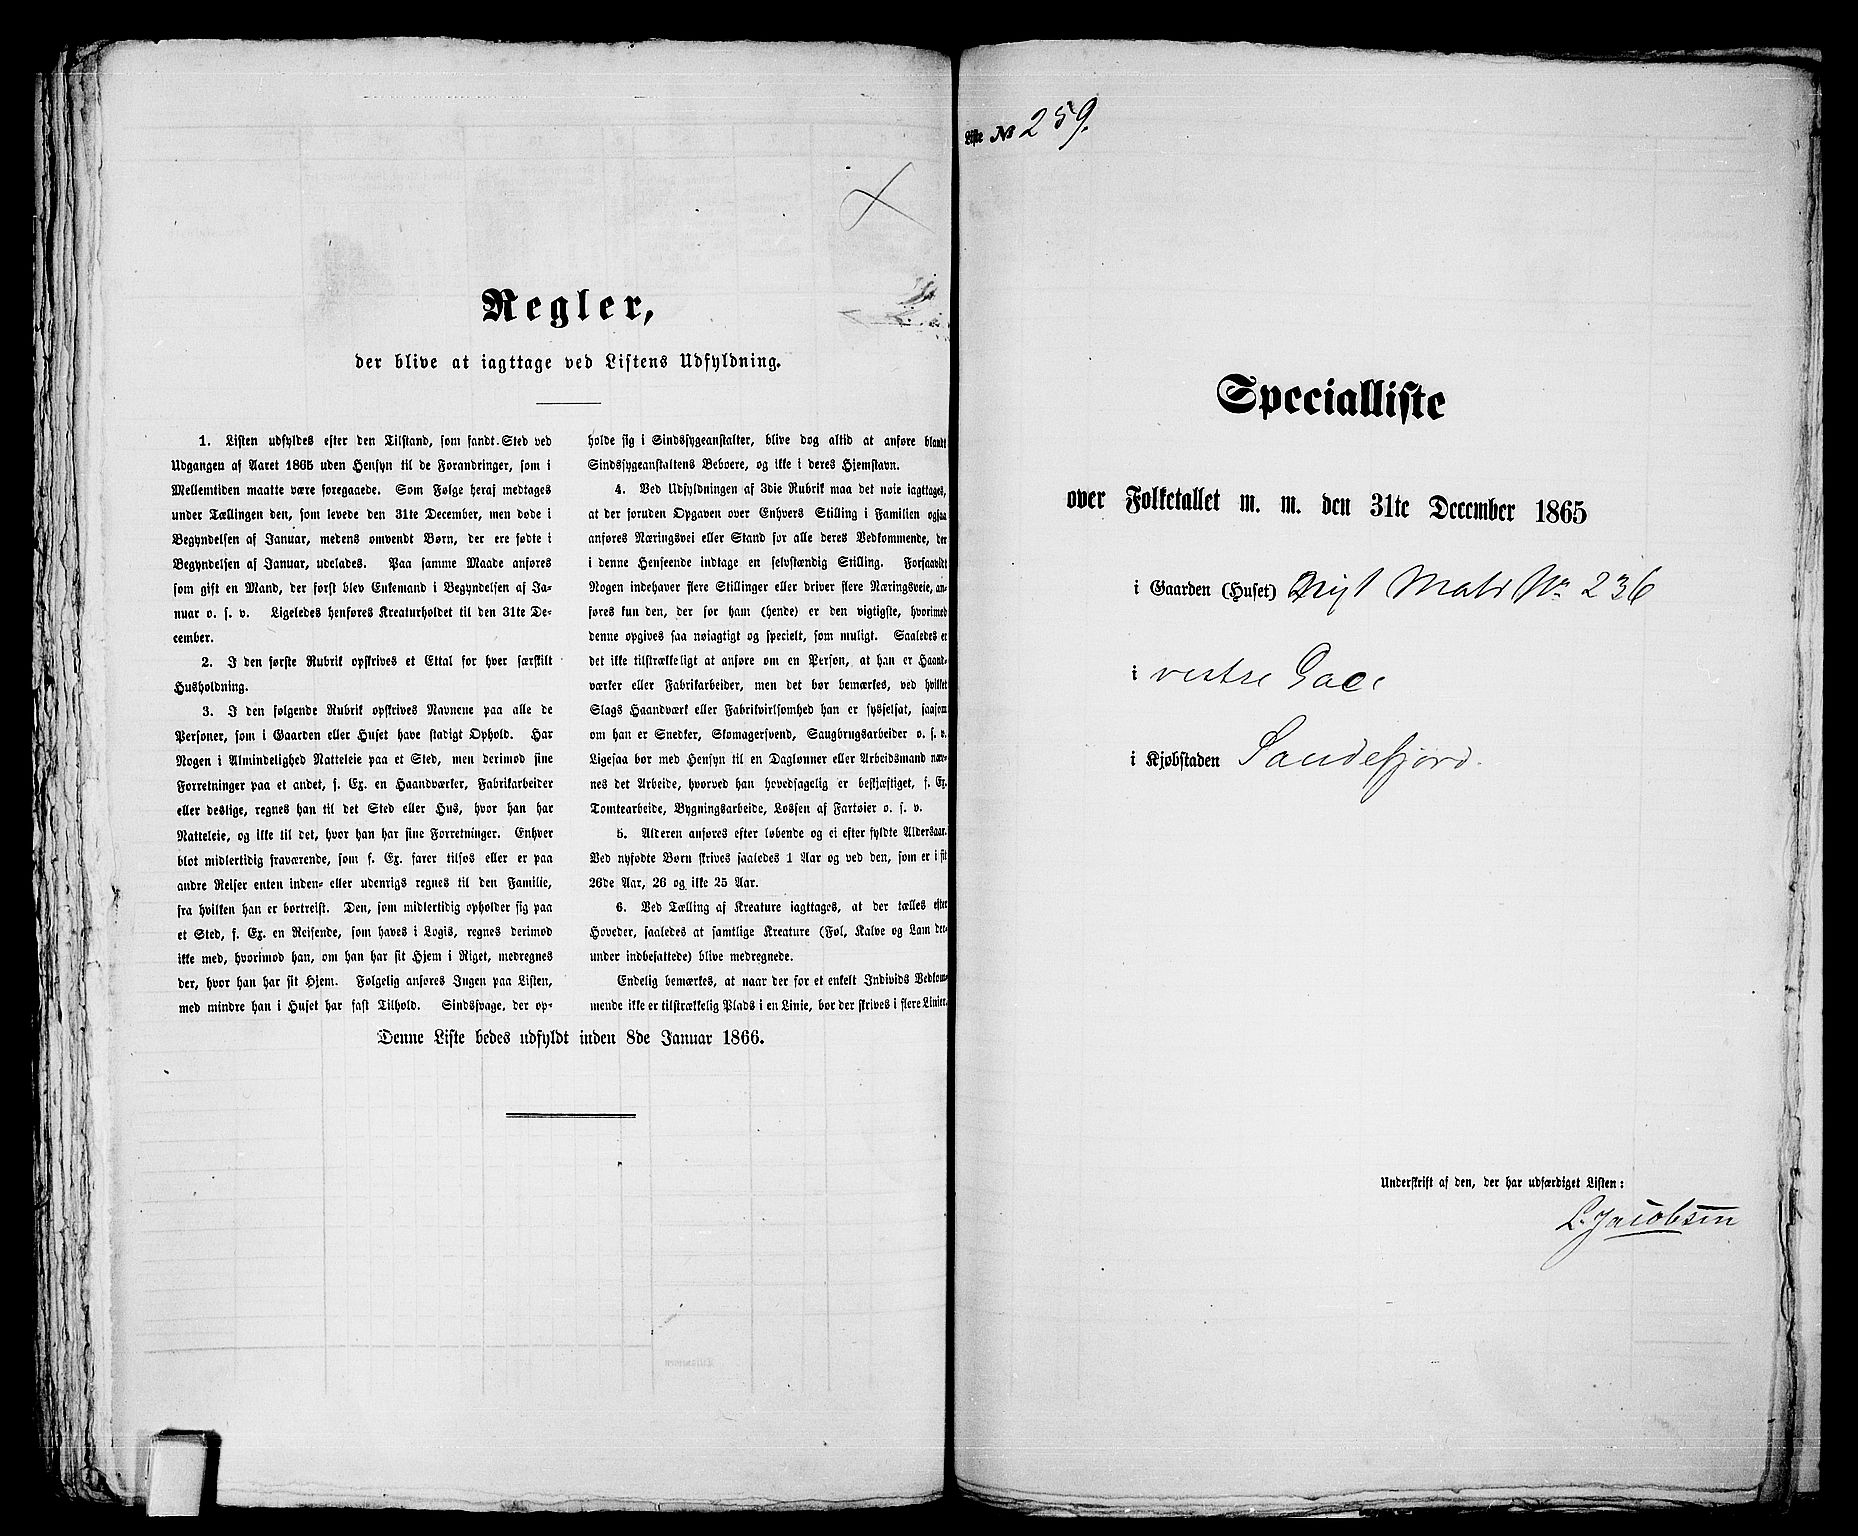 Regler,
der blive at iagttage ved Listens Udfyldning.
1. Listen udfyldes efter den Tilstand, som fandt Sted ved
Udgangen af Aaret 1865 uden Hensyn til de Forandringer, som i
Mellemtiden maatte være foregaaede. Som Følge heraf medtages
under Tællingen den, som levede den 31te December, men døde i
Begyndelsen af Januar, medens omvendt Børn, der ere fødte i
Begyndelsen af Januar, udelades. Paa samme Maade anføres
som gift en Mand, der først blev Enkemand i Begyndelsen af Ja-
nuar o. s. v. Ligeledes henføres Kreaturholdet til den 31te De-
cember.
2. I den første Rubrik opskrives et Ettal for hver særskilt
Husholdning.
3. I den følgende Rubrik opskrives Navnene paa alle de
Personer, som i Gaarden eller Huset have stadigt Ophold. Har
Nogen i Almindelighed Natteleie paa et Sted, men derimod sine
Forretninger paa et andet, f. Ex. en Haandværker, Fabrikarbeider
eller deslige, regnes han til det Sted eller Hus, hvor han har
Natteleie, og ikke til det, hvor han har sine Forretninger. Enhver
blot midlertidig fraværende, som f. Ex. farer tilsøs eller er paa
andre Reiser enten inden- eller udenrigs regnes til den Familie,
fra hvilken han er bortreist. Den, som midlertidig opholder sig paa
et Sted, f. Ex. en Reisende, som haves i Logis, regnes derimod
ikke med, hvorimod han, om han har sit Hjem i Riget, medregnes
der, hvor han har sit Hjem. Følgelig anføres Ingen paa Listen,
med mindre han i Huset har fast Tilhold. Sindssvage, der op-
holde sig i Sindssygeanstalter, blive dog altid at anføre blandt
Sindssygeanstaltens Beboere, og ikke i deres Hjemstavn.
4. Ved Udfyldningen af 3die Rubrik maa det nøie iagttages,
at der foruden Opgaven over Enhvers Stilling i Familien ogsaa
anføres Næringsvei eller Stand for alle deres Vedkommende, der
i denne Henseende indtage en selvstændig Stilling. Forsaavidt
Nogen indehaver flere Stillinger eller driver flere Næringsveie, an-
føres kun den, der for ham (hende) er den vigtigste, hvorimod
denne opgives saa nøiagtigt og specielt, som muligt. Saaledes er
det ikke tilstrækkeligt at anføre om en Person, at han er Haand-
værker eller Fabrikarbeider, men det bør bemærkes, ved hvilket
Slags Haandværk eller Fabrikvirksomhed han er sysselsat, saasom
om han er Snedker, Skomagersvend, Saugbrugsarbeider o. s. v.
Ligesaa bør med Hensyn til en Daglønner eller Arbeidsmand næv-
nes det Arbeide, hvorved han hovedsagelig er beskjæftiget, f. Ex.
Tomtearbeide, Bygningsarbeide, Lossen af Fartøier o. s. v.
5. Alderen anføres efter løbende og ei efter fyldte Aldersaar.
Ved nyfødte Børn skrives saaledes 1 Aar og ved den, som er i sit
26de Aar, 26 og ikke 25 Aar.
6. Ved Tælling af Kreature iagttages, at der tælles efter
Hoveder, saaledes at samtlige Kreature (Føl, Kalve og Lam der-
under indbefattede) blive medregnede.
Endelig bemærkes, at naar der for et enkelt Individs Vedkom-
mende ikke er tilstrækkelig Plads i en Linie, bør der skrives i flere Linier.
Denne Liste bedes udfyldt inden 8de Januar 1866.
Liste № 259.
Specialliste
over Folketallet m. m. den 31te December 1865
i Gaarden (Huset) Nyt Matr No 236
i vestre Gade
i Kjøbstaden Sandefjord.
Underskrift af den, der har udfærdiget Listen:
L. Jacobsen